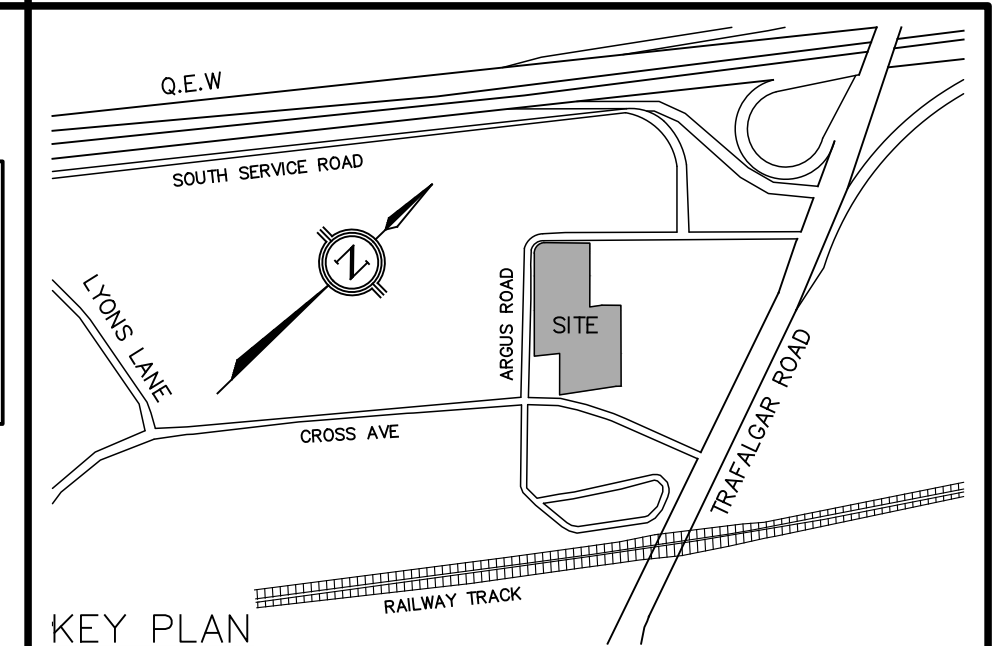 Q.E.W
SOUTH SERVICE ROAD
N
LYONS LANE
ARGUS ROAD
SITE
TRAFALGAR ROAD
CROSS AVE
RAILWAY TRACK
KEY PLAN